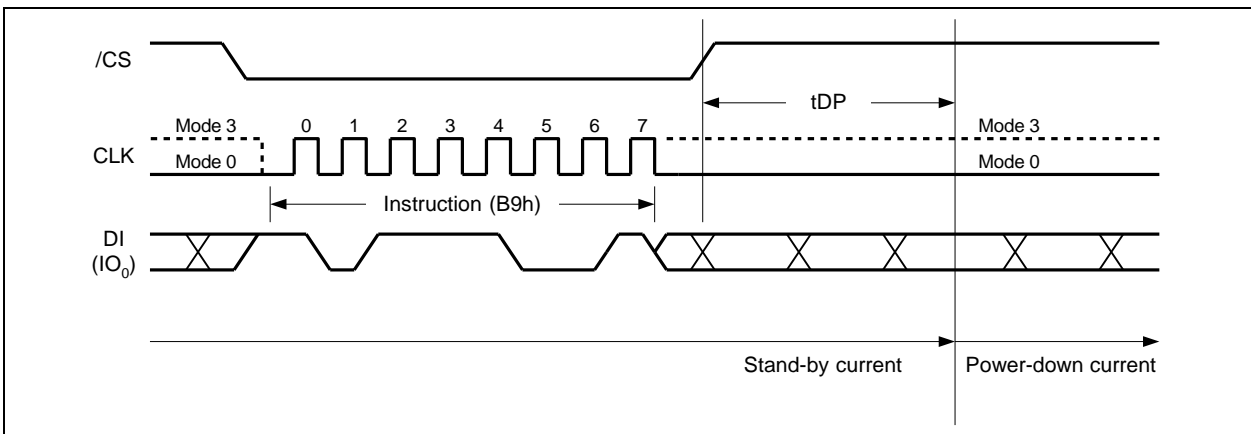 /CS
tDP
Mode 3
0 1 2 3 4 5 6 7
Mode 3
CLK
Mode 0
Mode 0
Instruction (B9h)
DI
(IO₀)
Stand-by current
Power-down current